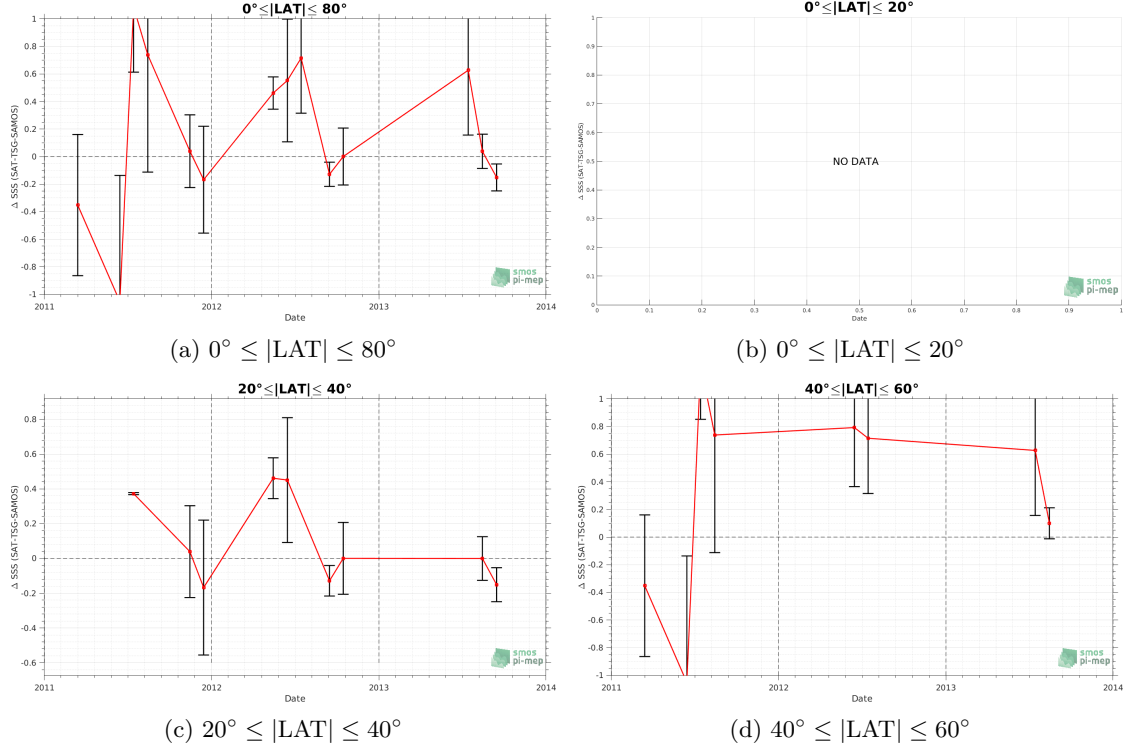 0°≤|LAT|≤ 80°
Δ SSS (SAT-TSG-SAMOS)
1
0.8
0.6
0.4
0.2
0
-0.2
-0.4
-0.6
-0.8
-1
2011
2012
2013
2014
Date
smos
pi-mep
(a) 0° ≤ |LAT| ≤ 80°
0°≤|LAT|≤ 20°
Δ SSS (SAT-TSG-SAMOS)
1
0.9
0.8
0.7
0.6
0.5
0.4
0.3
0.2
0.1
0
NO DATA
0
0.1
0.2
0.3
0.4
0.5
0.6
0.7
0.8
0.9
1
Date
smos
pi-mep
(b) 0° ≤ |LAT| ≤ 20°
20°≤|LAT|≤ 40°
Δ SSS (SAT-TSG-SAMOS)
0.8
0.6
0.4
0.2
0
-0.2
-0.4
-0.6
2011
2012
2013
2014
Date
smos
pi-mep
(c) 20° ≤ |LAT| ≤ 40°
40°≤|LAT|≤ 60°
Δ SSS (SAT-TSG-SAMOS)
1
0.8
0.6
0.4
0.2
0
-0.2
-0.4
-0.6
-0.8
-1
2011
2012
2013
2014
Date
smos
pi-mep
(d) 40° ≤ |LAT| ≤ 60°